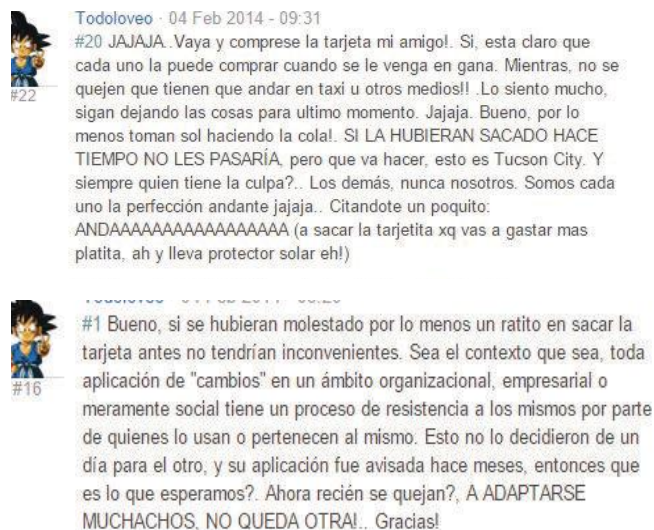 Todoloveo · 04 Feb 2014 - 09:31
#20 JAJAJA..Vaya y comprese la tarjeta mi amigo!. Si, esta claro que
cada uno la puede comprar cuando se le venga en gana. Mientras, no se
quejen que tienen que andar en taxi u otros medios!! .Lo siento mucho,
sigan dejando las cosas para ultimo momento. Jajaja. Bueno, por lo
menos toman sol haciendo la cola!. SI LA HUBIERAN SACADO HACE
TIEMPO NO LES PASARÍA, pero que va hacer, esto es Tucson City. Y
siempre quien tiene la culpa?.. Los demás, nunca nosotros. Somos cada
uno la perfección andante jajaja.. Citandote un poquito:
ANDAAAAAAAAAAAAAAAAA (a sacar la tarjetita xq vas a gastar mas
platita, ah y lleva protector solar eh!)
#22
#1 Bueno, si se hubieran molestado por lo menos un ratito en sacar la
tarjeta antes no tendrían inconvenientes. Sea el contexto que sea, toda
aplicación de "cambios" en un ámbito organizacional, empresarial o
meramente social tiene un proceso de resistencia a los mismos por parte
de quienes lo usan o pertenecen al mismo. Esto no lo decidieron de un
día para el otro, y su aplicación fue avisada hace meses, entonces que
es lo que esperamos?. Ahora recién se quejan?, A ADAPTARSE
MUCHACHOS, NO QUEDA OTRA!.. Gracias!
#16